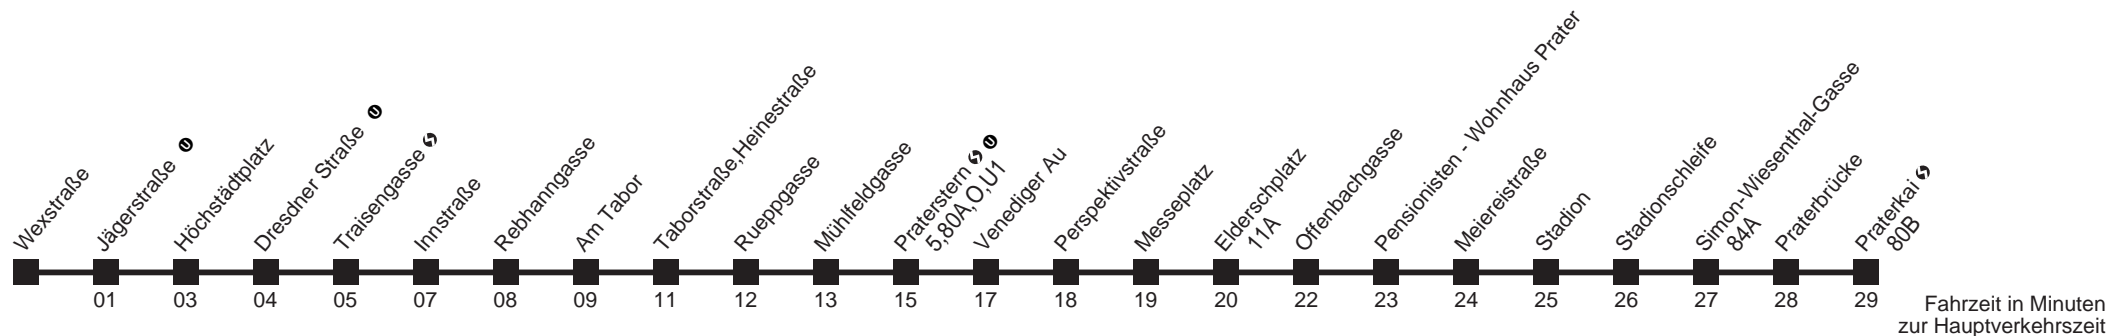 Wexstraße
Jägerstraße U
Höchstädtplatz
Dresdner Straße U
Traisengasse S
Innstraße
Rebhanngasse
Am Tabor
Taborstraße,Heinestraße
Rueppgasse
Mühlfeldgasse
Praterstern S U
5,80A,O,U1
Venediger Au
Perspektivstraße
Messeplatz
Elderschplatz
11A
Offenbachgasse
Pensionisten - Wohnhaus Prater
Meiereistraße
Stadion
Stadionschleife
Simon-Wiesenthal-Gasse
84A
Praterbrücke
Praterkai S
80B
01 03 04 05 07 08 09 11 12 13 15 17 18 19 20 22 23 24 25 26 27 28 29
Fahrzeit in Minuten
zur Hauptverkehrszeit